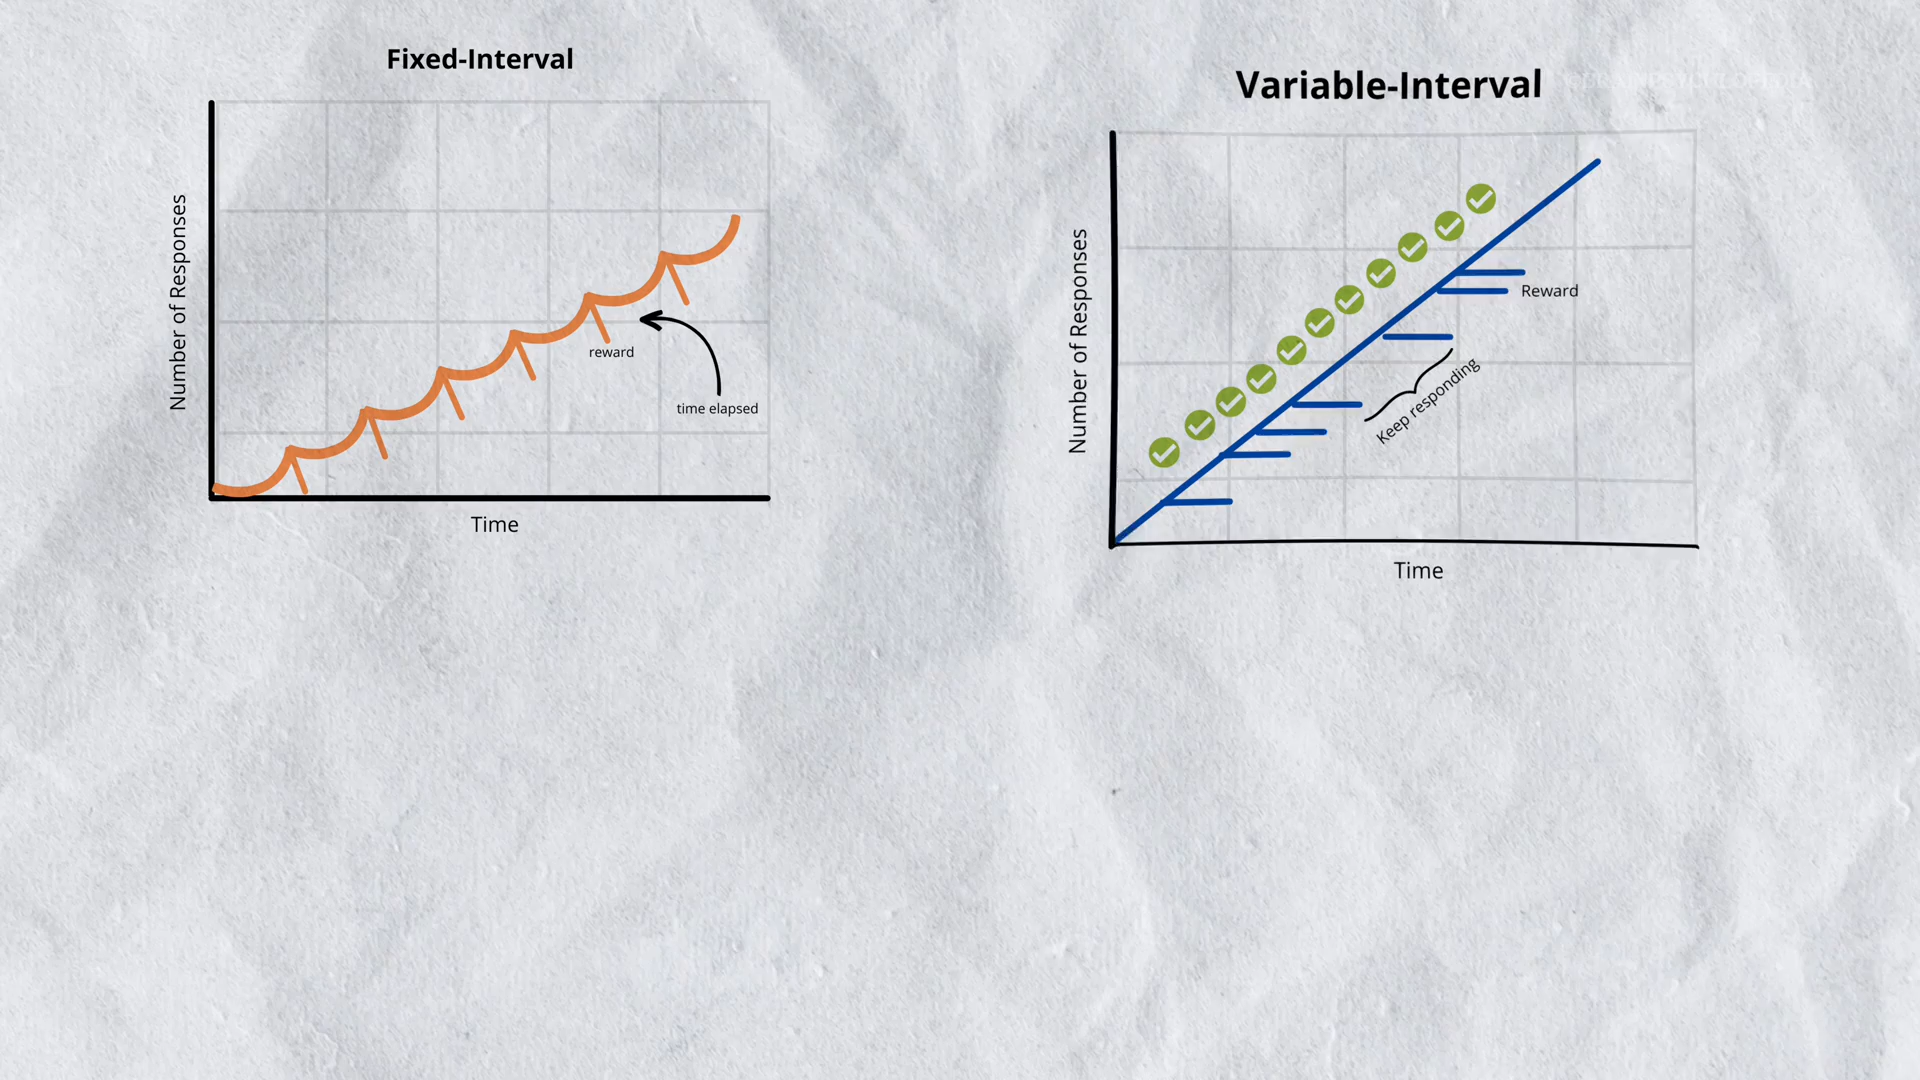 Fixed-Interval
Number of Responses
reward
time elapsed
Time
Variable-Interval
Number of Responses
Reward
Keep responding
Time